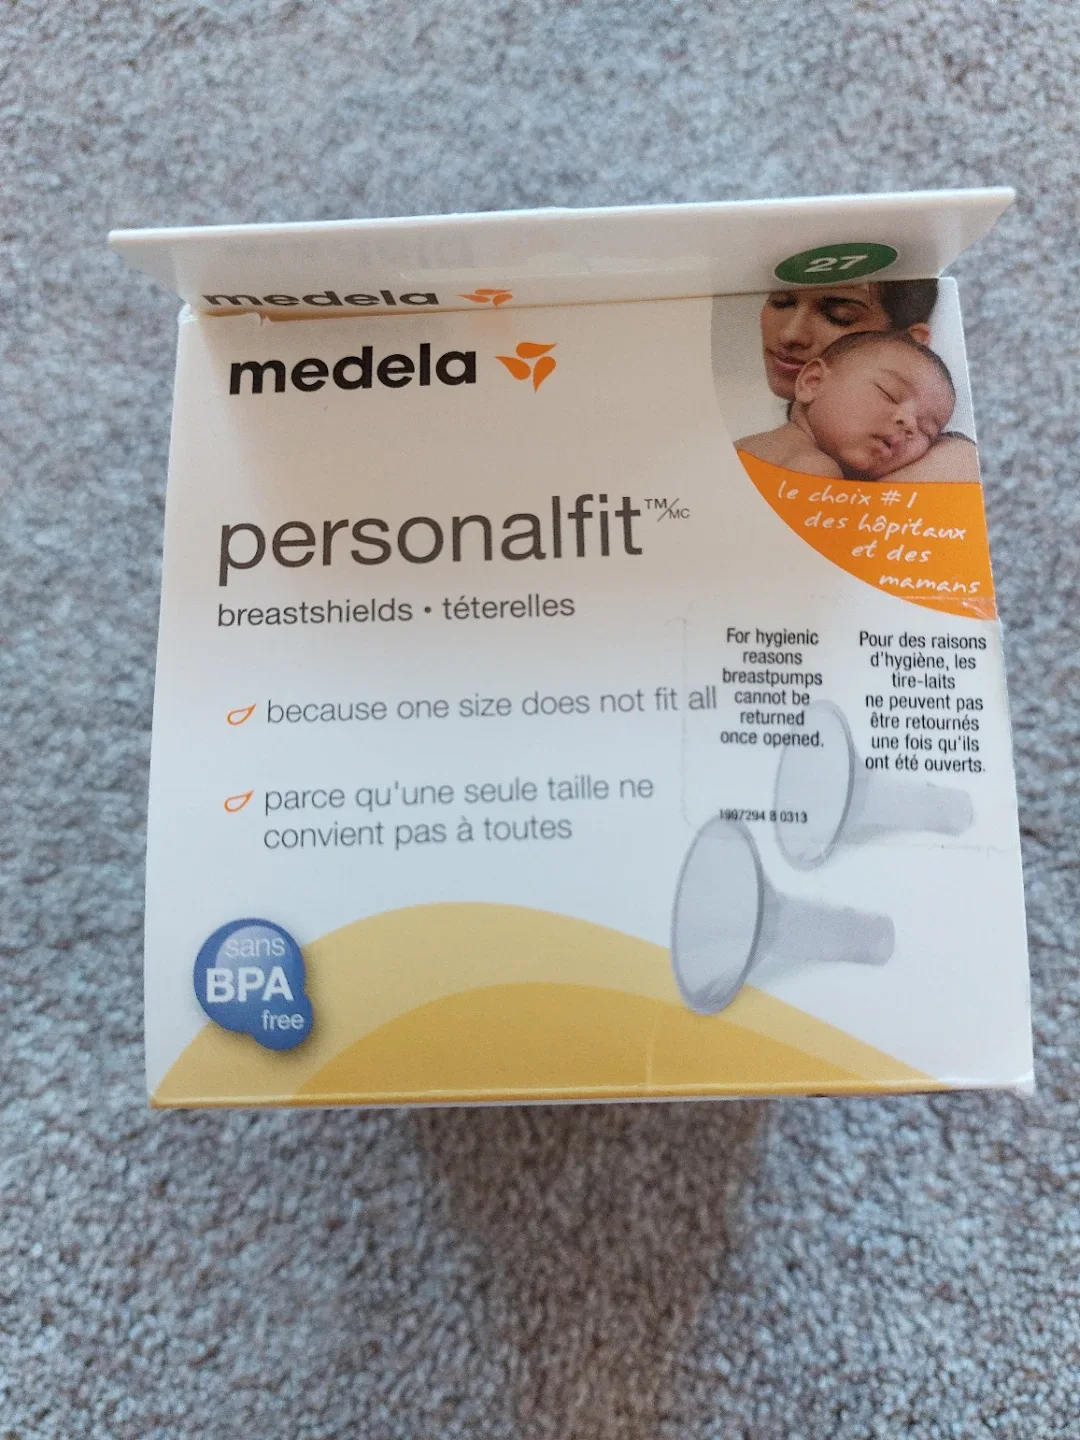 27
medela
medela
personalfit™/MC
breastshields • téterelles
because one size does not fit all
parce qu'une seule taille ne
convient pas à toutes
sans
BPA
free
le choix #1
des hôpitaux
et des
mamans
For hygienic
reasons
breastpumps
cannot be
returned
once opened.
Pour des raisons
d'hygiène, les
tire-laits
ne peuvent pas
être retournés
une fois qu'ils
ont été ouverts.
1997294 B 0313